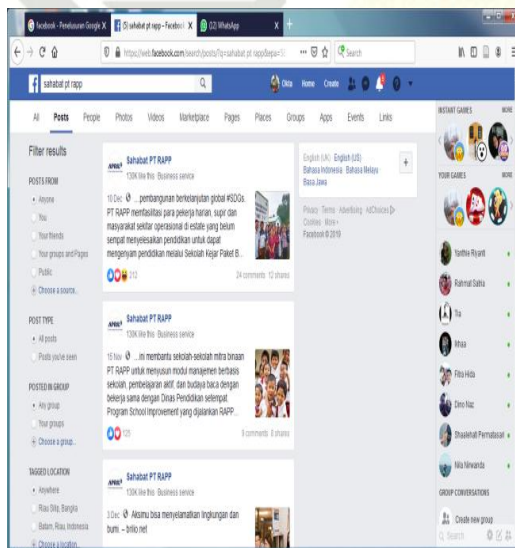 facebook - Penelusuran Google X
(5) sahabat pt rapp - Facebook X
(12) WhatsApp X
https://web.facebook.com/search/posts/?q=sahabat pt rapp&epa=S
Search
sahabat pt rapp
Okta Home Create
All Posts People Photos Videos Marketplace Pages Places Groups Apps Events Links
Filter results
POSTS FROM
Anyone
You
Your friends
Your groups and Pages
Public
Choose a source...
POST TYPE
All posts
Posts you've seen
POSTED IN GROUP
Any group
Your groups
Choose a group...
TAGGED LOCATION
Anywhere
Batam, Riau, Indonesia
Choose a location...
Sahabat PT RAPP
130K like this · Business service
10 Dec · ...pembangunan berkelanjutan global #SDGs.
PT RAPP memfasilitasi para pekerja harian, supir dan
masyarakat sekitar operasional di estate yang belum
sempat menyelesaikan pendidikan untuk dapat
mengenyam pendidikan melalui Sekolah Kejar Paket B...
212
24 comments 12 shares
Sahabat PT RAPP
130K like this · Business service
15 Nov · ...ini membantu sekolah-sekolah mitra binaan
PT RAPP untuk menyusun modul manajemen berbasis
sekolah, pembelajaran aktif, dan budaya baca dengan
bekerja sama dengan Dinas Pendidikan setempat
Program School Improvement yang dijalankan RAPP...
125
9 comments 8 shares
Sahabat PT RAPP
130K like this · Business service
3 Dec · Aksimu bisa menyelamatkan lingkungan dan
bumi. – brilio.net
English (UK) · English (US)
Bahasa Indonesia · Bahasa Melayu
Basa Jawa
Privacy · Terms · Advertising · AdChoices
Cookies · More
Facebook © 2019
INSTANT GAMES MORE
YOUR GAMES MORE
Yanthie Riyanti
Rahmat Sabia
Tia
Fitra Hida
Dino Naz
Shaalehah Permatasari
Nila Nirwanda
GROUP CONVERSATIONS
Create new group
Search